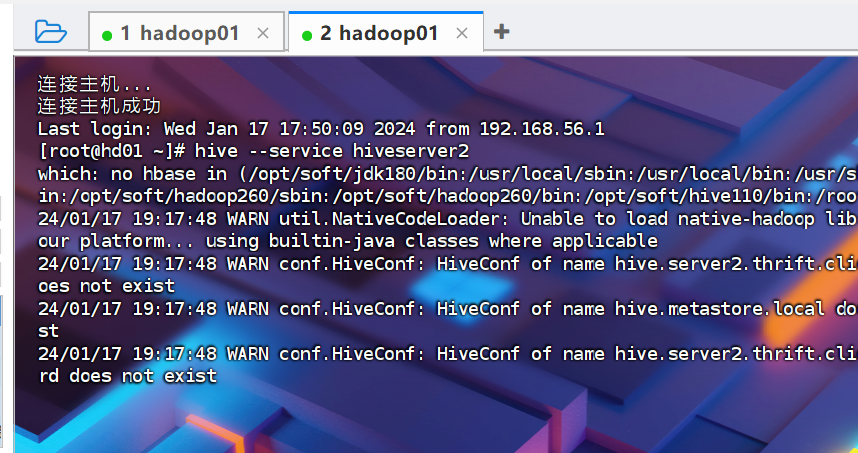 1 hadoop01
2 hadoop01
连接主机...
连接主机成功
Last login: Wed Jan 17 17:50:09 2024 from 192.168.56.1
[root@hd01 ~]# hive --service hiveserver2
which: no hbase in (/opt/soft/jdk180/bin:/usr/local/sbin:/usr/local/bin:/usr/s
in:/opt/soft/hadoop260/sbin:/opt/soft/hadoop260/bin:/opt/soft/hive110/bin:/roo
24/01/17 19:17:48 WARN util.NativeCodeLoader: Unable to load native-hadoop lib
our platform... using builtin-java classes where applicable
24/01/17 19:17:48 WARN conf.HiveConf: HiveConf of name hive.server2.thrift.cli
oes not exist
24/01/17 19:17:48 WARN conf.HiveConf: HiveConf of name hive.metastore.local do
st
24/01/17 19:17:48 WARN conf.HiveConf: HiveConf of name hive.server2.thrift.cli
rd does not exist